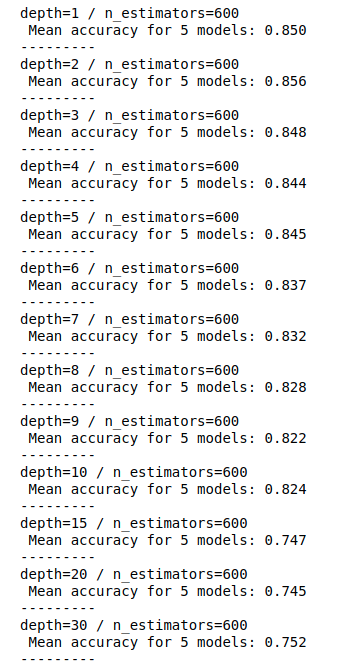 depth=1 / n_estimators=600
Mean accuracy for 5 models: 0.850
---------
depth=2 / n_estimators=600
Mean accuracy for 5 models: 0.856
---------
depth=3 / n_estimators=600
Mean accuracy for 5 models: 0.848
---------
depth=4 / n_estimators=600
Mean accuracy for 5 models: 0.844
---------
depth=5 / n_estimators=600
Mean accuracy for 5 models: 0.845
---------
depth=6 / n_estimators=600
Mean accuracy for 5 models: 0.837
---------
depth=7 / n_estimators=600
Mean accuracy for 5 models: 0.832
---------
depth=8 / n_estimators=600
Mean accuracy for 5 models: 0.828
---------
depth=9 / n_estimators=600
Mean accuracy for 5 models: 0.822
---------
depth=10 / n_estimators=600
Mean accuracy for 5 models: 0.824
---------
depth=15 / n_estimators=600
Mean accuracy for 5 models: 0.747
---------
depth=20 / n_estimators=600
Mean accuracy for 5 models: 0.745
---------
depth=30 / n_estimators=600
Mean accuracy for 5 models: 0.752
---------